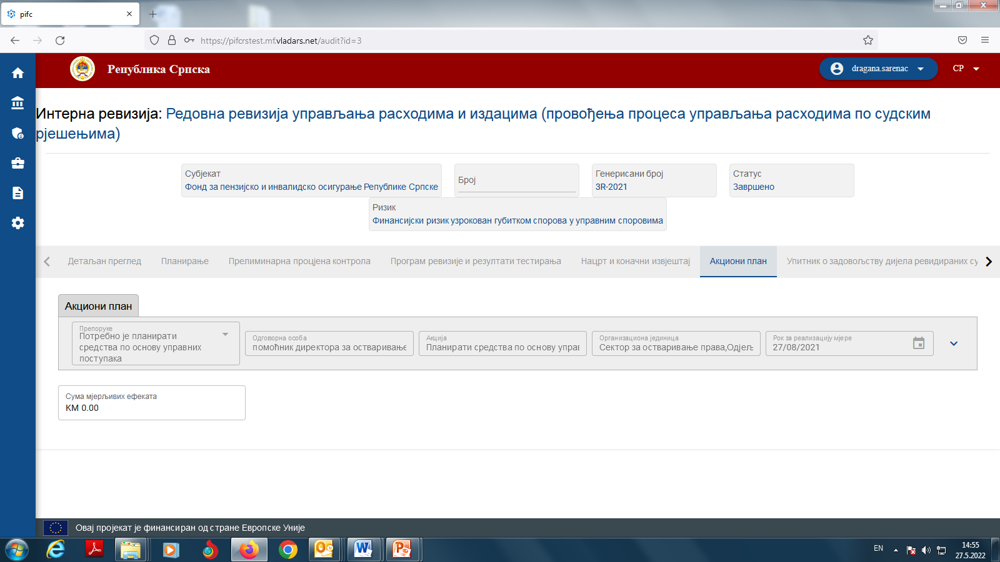 pifc
https://pifcrstest.mf.vladars.net/audit?id=3
Република Српска
dragana.sarenac
СР
Интерна ревизија: Редовна ревизија управљања расходима и издацима (провођења процеса управљања расходима по судским
рјешењима)
Субјекат
Фонд за пензијско и инвалидско осигурање Републике Српске
Број
Генерисани број
3R-2021
Статус
Завршено
Ризик
Финансијски ризик узрокован губитком спорова у управним споровима
Детаљан преглед
Планирање
Прелиминарна процјена контрола
Програм ревизије и резултати тестирања
Нацрт и коначни извјештај
Акциони план
Упитник о задовољству дијела ревидираних су
Акциони план
Препоруке
Потребно је планирати
средства по основу управних
поступака
Одговорна особа
помоћник директора за остваривање
Акција
Планирати средства по основу управ
Организациона јединица
Сектор за остваривање права,Одјељ
Рок за реализацију мјере
27/08/2021
Сума мјерљивих ефеката
KM 0.00
Овај пројекат је финансиран од стране Европске Уније
EN
14:55
27.5.2022